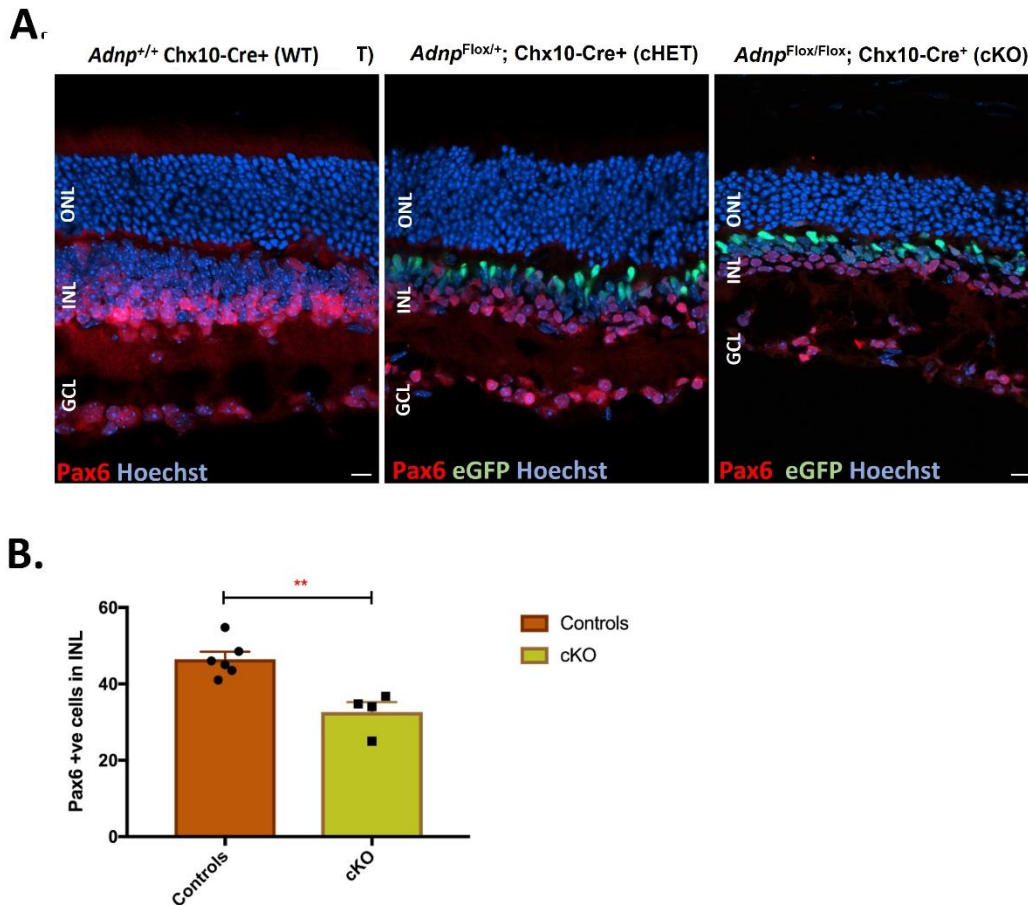 A.
Adnp+/+ Chx10-Cre+ (WT) T)
AdnpFlox/+; Chx10-Cre+ (cHET)
AdnpFlox/Flox; Chx10-Cre+ (cKO)
ONL
INL
GCL
Pax6 Hoechst
ONL
INL
GCL
Pax6 eGFP Hoechst
ONL
INL
GCL
Pax6 eGFP Hoechst
B.
**
60
40
20
0
Pax6 +ve cells in INL
Controls
cKO
Controls
cKO